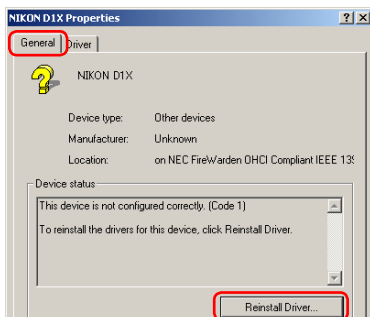 NIKON D1X Properties
General Driver
NIKON D1X
Device type: Other devices
Manufacturer: Unknown
Location: on NEC FireWarden OHCI Compliant IEEE 139
Device status
This device is not configured correctly. (Code 1)
To reinstall the drivers for this device, click Reinstall Driver.
Reinstall Driver...